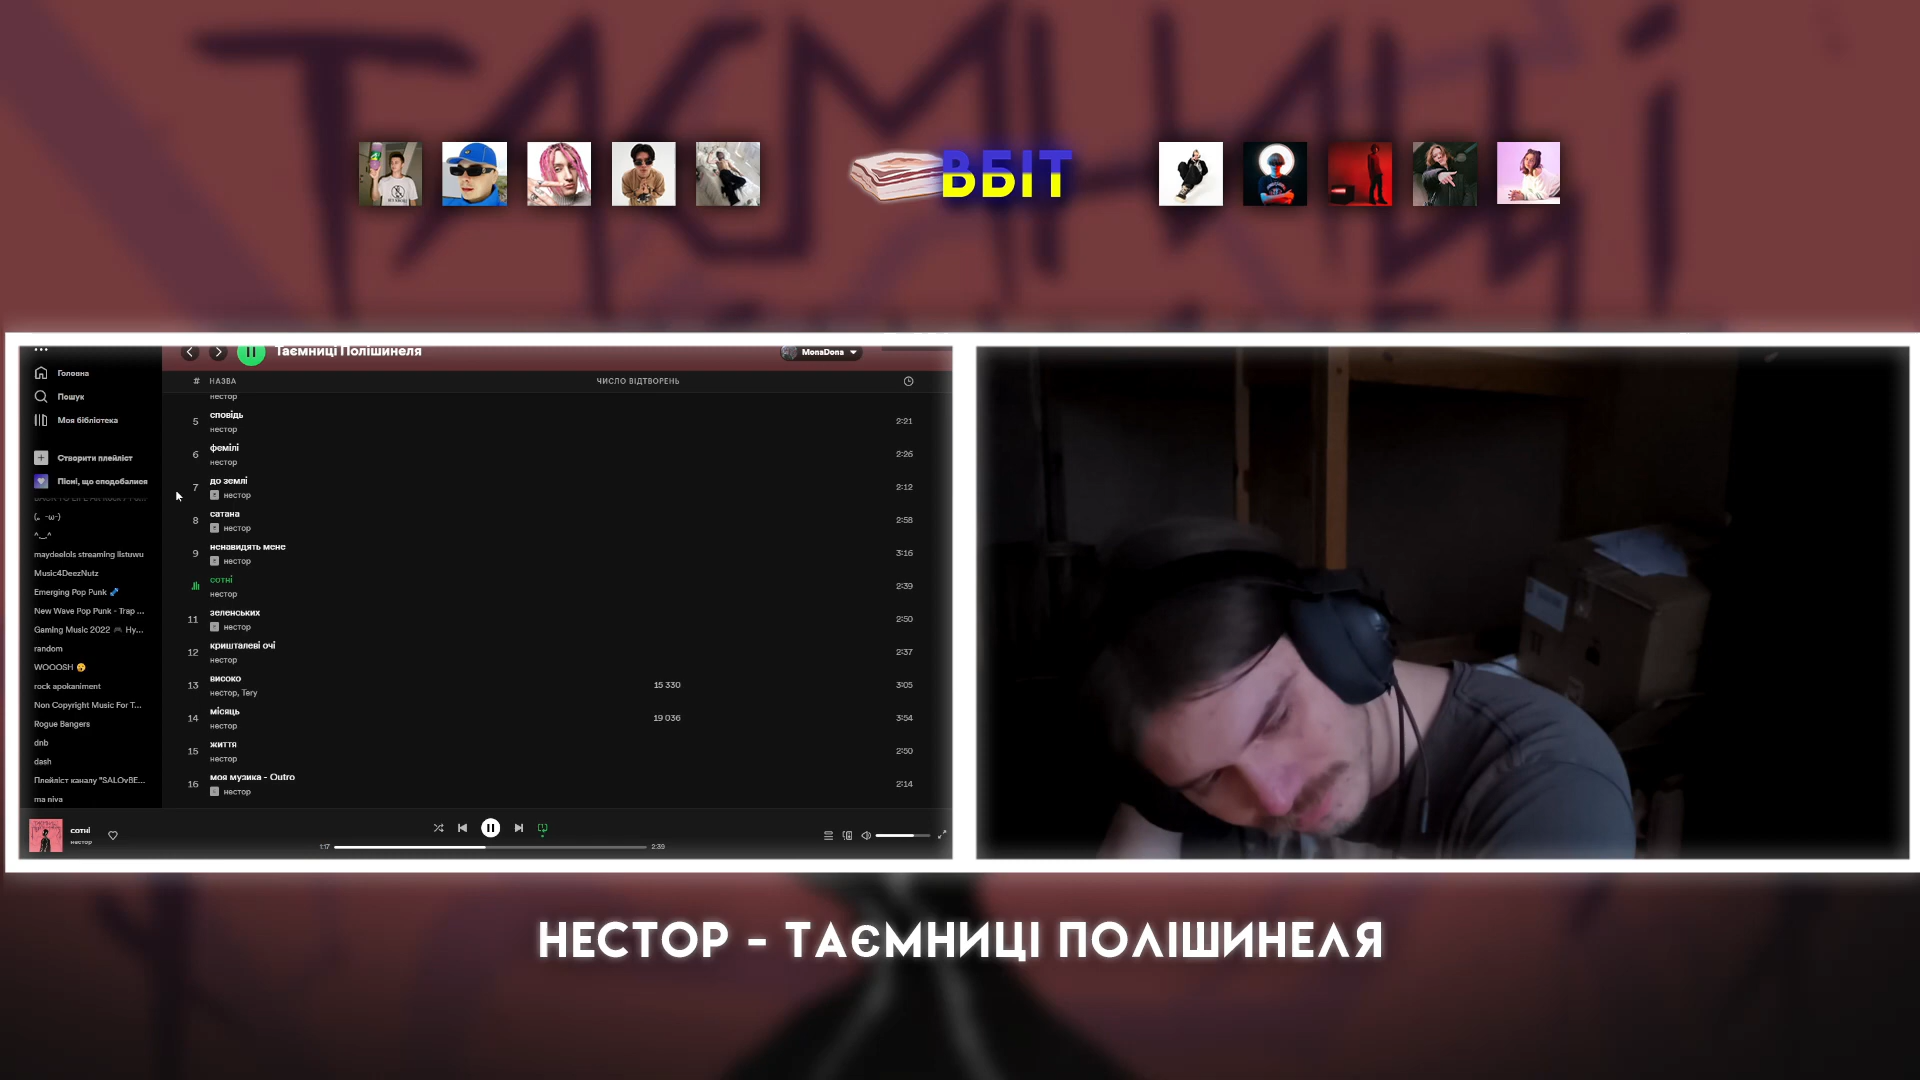 ТАЄМНИЦІ
ВБІТ
Таємниці Полішинеля
MonaDona
Головна
Пошук
Моя бібліотека
Створити плейліст
Пісні, що сподобалися
(。-ω-)
^‿^
maydeelols streaming listuwu
Music4DeezNutz
Emerging Pop Punk
New Wave Pop Punk - Trap ...
Gaming Music 2022 🎮 Hy...
random
WOOOSH 😮
rock apokaniment
Non Copyright Music For T...
Rogue Bangers
dnb
dash
Плейліст каналу "SALOvBE...
ma niva
# НАЗВА ЧИСЛО ВІДТВОРЕНЬ
нестор
5 сповідь 2:21
нестор
6 фемілі 2:26
нестор
7 до землі 2:12
E нестор
8 сатана 2:58
E нестор
9 ненавидять мене 3:16
E нестор
сотні 2:39
нестор
11 зеленських 2:50
E нестор
12 кришталеві очі 2:37
нестор
13 високо 15 330 3:05
нестор, Tery
14 місяць 19 036 3:54
нестор
15 життя 2:50
нестор
16 моя музика - Outro 2:14
E нестор
сотні
нестор
1:17 2:39
НЕСТОР - ТАЄМНИЦІ ПОЛІШИНЕЛЯ